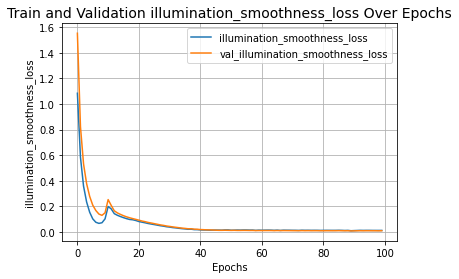 Train and Validation illumination_smoothness_loss Over Epochs
illumination_smoothness_loss
val_illumination_smoothness_loss
illumination_smoothness_loss
1.6
1.4
1.2
1.0
0.8
0.6
0.4
0.2
0.0
0 20 40 60 80 100
Epochs